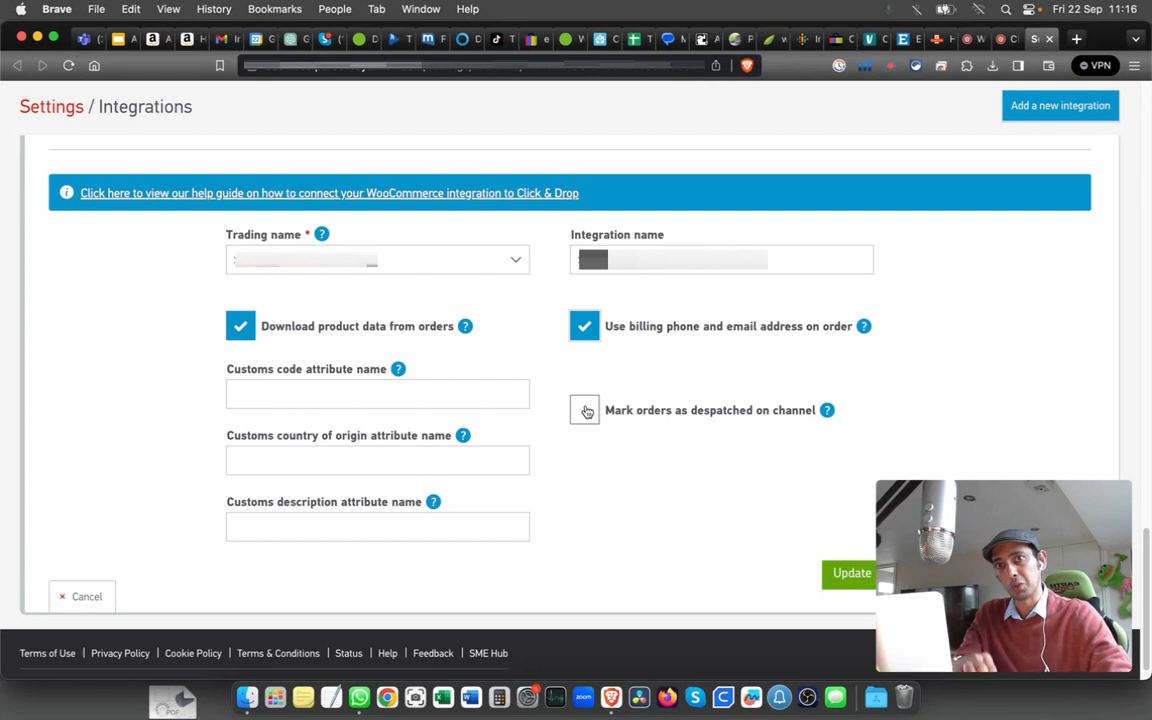 Brave File Edit View History Bookmarks People Tab Window Help Fri 22 Sep 11:16
VPN
Settings / Integrations
Add a new integration
Click here to view our help guide on how to connect your WooCommerce integration to Click & Drop
Trading name * ? Integration name
Download product data from orders ? Use billing phone and email address on order ?
Customs code attribute name ?
Mark orders as despatched on channel ?
Customs country of origin attribute name ?
Customs description attribute name ?
Update
× Cancel
Terms of Use | Privacy Policy | Cookie Policy | Terms & Conditions | Status | Help | Feedback | SME Hub
PDF
zoom